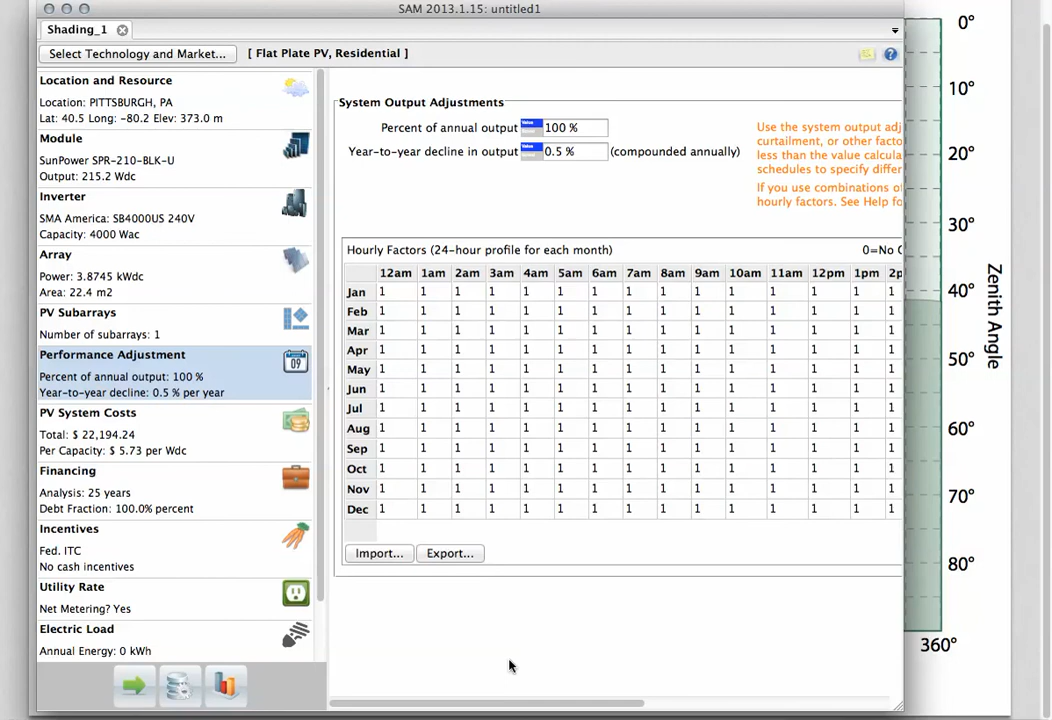 SAM 2013.1.15: untitled1
Shading_1
Select Technology and Market...
[ Flat Plate PV, Residential ]
Location and Resource
Location: PITTSBURGH, PA
Lat: 40.5 Long: -80.2 Elev: 373.0 m
Module
SunPower SPR-210-BLK-U
Output: 215.2 Wdc
Inverter
SMA America: SB4000US 240V
Capacity: 4000 Wac
Array
Power: 3.8745 kWdc
Area: 22.4 m2
PV Subarrays
Number of subarrays: 1
Performance Adjustment
Percent of annual output: 100 %
Year-to-year decline: 0.5 % per year
09
PV System Costs
Total: $ 22,194.24
Per Capacity: $ 5.73 per Wdc
Financing
Analysis: 25 years
Debt Fraction: 100.0% percent
Incentives
Fed. ITC
No cash incentives
Utility Rate
Net Metering? Yes
Electric Load
Annual Energy: 0 kWh
System Output Adjustments
Percent of annual output Value 100 %
Year-to-year decline in output Value 0.5 % (compounded annually)
Use the system output adj
curtailment, or other facto
less than the value calcula
schedules to specify differ
If you use combinations of
hourly factors. See Help fo
Hourly Factors (24-hour profile for each month) 0=No
12am 1am 2am 3am 4am 5am 6am 7am 8am 9am 10am 11am 12pm 1pm 2p
Jan 1 1 1 1 1 1 1 1 1 1 1 1 1 1 1
Feb 1 1 1 1 1 1 1 1 1 1 1 1 1 1 1
Mar 1 1 1 1 1 1 1 1 1 1 1 1 1 1 1
Apr 1 1 1 1 1 1 1 1 1 1 1 1 1 1 1
May 1 1 1 1 1 1 1 1 1 1 1 1 1 1 1
Jun 1 1 1 1 1 1 1 1 1 1 1 1 1 1 1
Jul 1 1 1 1 1 1 1 1 1 1 1 1 1 1 1
Aug 1 1 1 1 1 1 1 1 1 1 1 1 1 1 1
Sep 1 1 1 1 1 1 1 1 1 1 1 1 1 1 1
Oct 1 1 1 1 1 1 1 1 1 1 1 1 1 1 1
Nov 1 1 1 1 1 1 1 1 1 1 1 1 1 1 1
Dec 1 1 1 1 1 1 1 1 1 1 1 1 1 1 1
Import... Export...
0°
10°
20°
30°
40°
50°
60°
70°
80°
360°
Zenith Angle